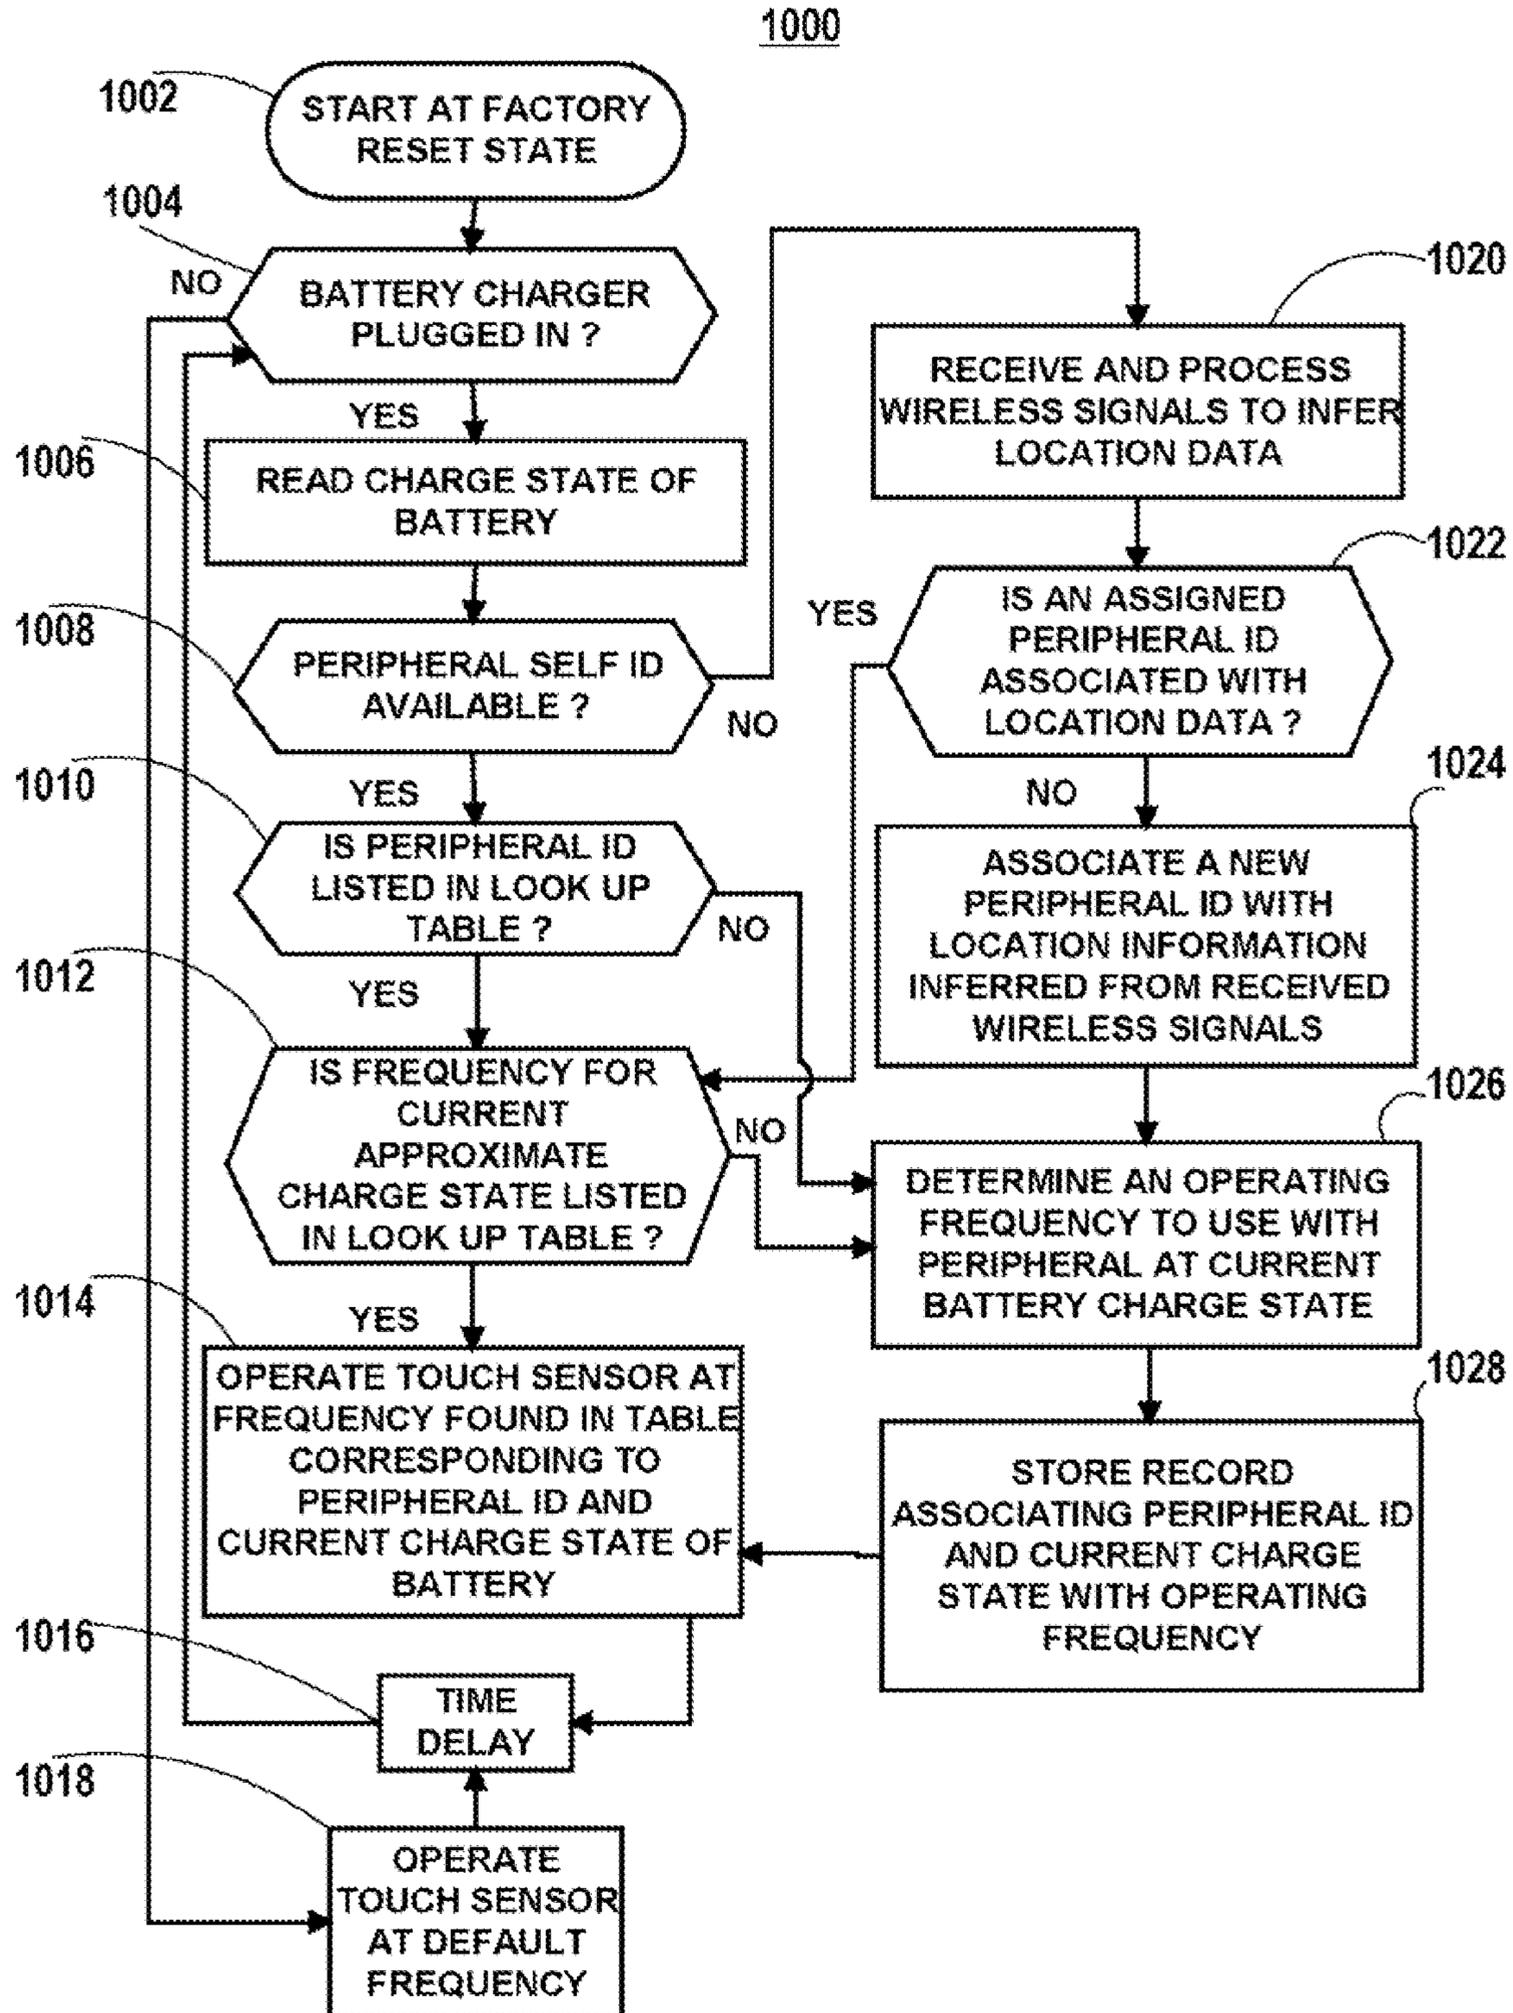 1000
1002
START AT FACTORY
RESET STATE
1004
NO
BATTERY CHARGER
PLUGGED IN ?
YES
1006
READ CHARGE STATE OF
BATTERY
1008
PERIPHERAL SELF ID
AVAILABLE ?
NO
YES
1010
IS PERIPHERAL ID
LISTED IN LOOK UP
TABLE ?
NO
YES
1012
IS FREQUENCY FOR
CURRENT
APPROXIMATE
CHARGE STATE LISTED
IN LOOK UP TABLE ?
NO
YES
1014
OPERATE TOUCH SENSOR AT
FREQUENCY FOUND IN TABLE
CORRESPONDING TO
PERIPHERAL ID AND
CURRENT CHARGE STATE OF
BATTERY
1016
TIME
DELAY
1018
OPERATE
TOUCH SENSOR
AT DEFAULT
FREQUENCY
1020
RECEIVE AND PROCESS
WIRELESS SIGNALS TO INFER
LOCATION DATA
1022
YES
IS AN ASSIGNED
PERIPHERAL ID
ASSOCIATED WITH
LOCATION DATA ?
NO
1024
ASSOCIATE A NEW
PERIPHERAL ID WITH
LOCATION INFORMATION
INFERRED FROM RECEIVED
WIRELESS SIGNALS
1026
DETERMINE AN OPERATING
FREQUENCY TO USE WITH
PERIPHERAL AT CURRENT
BATTERY CHARGE STATE
1028
STORE RECORD
ASSOCIATING PERIPHERAL ID
AND CURRENT CHARGE
STATE WITH OPERATING
FREQUENCY